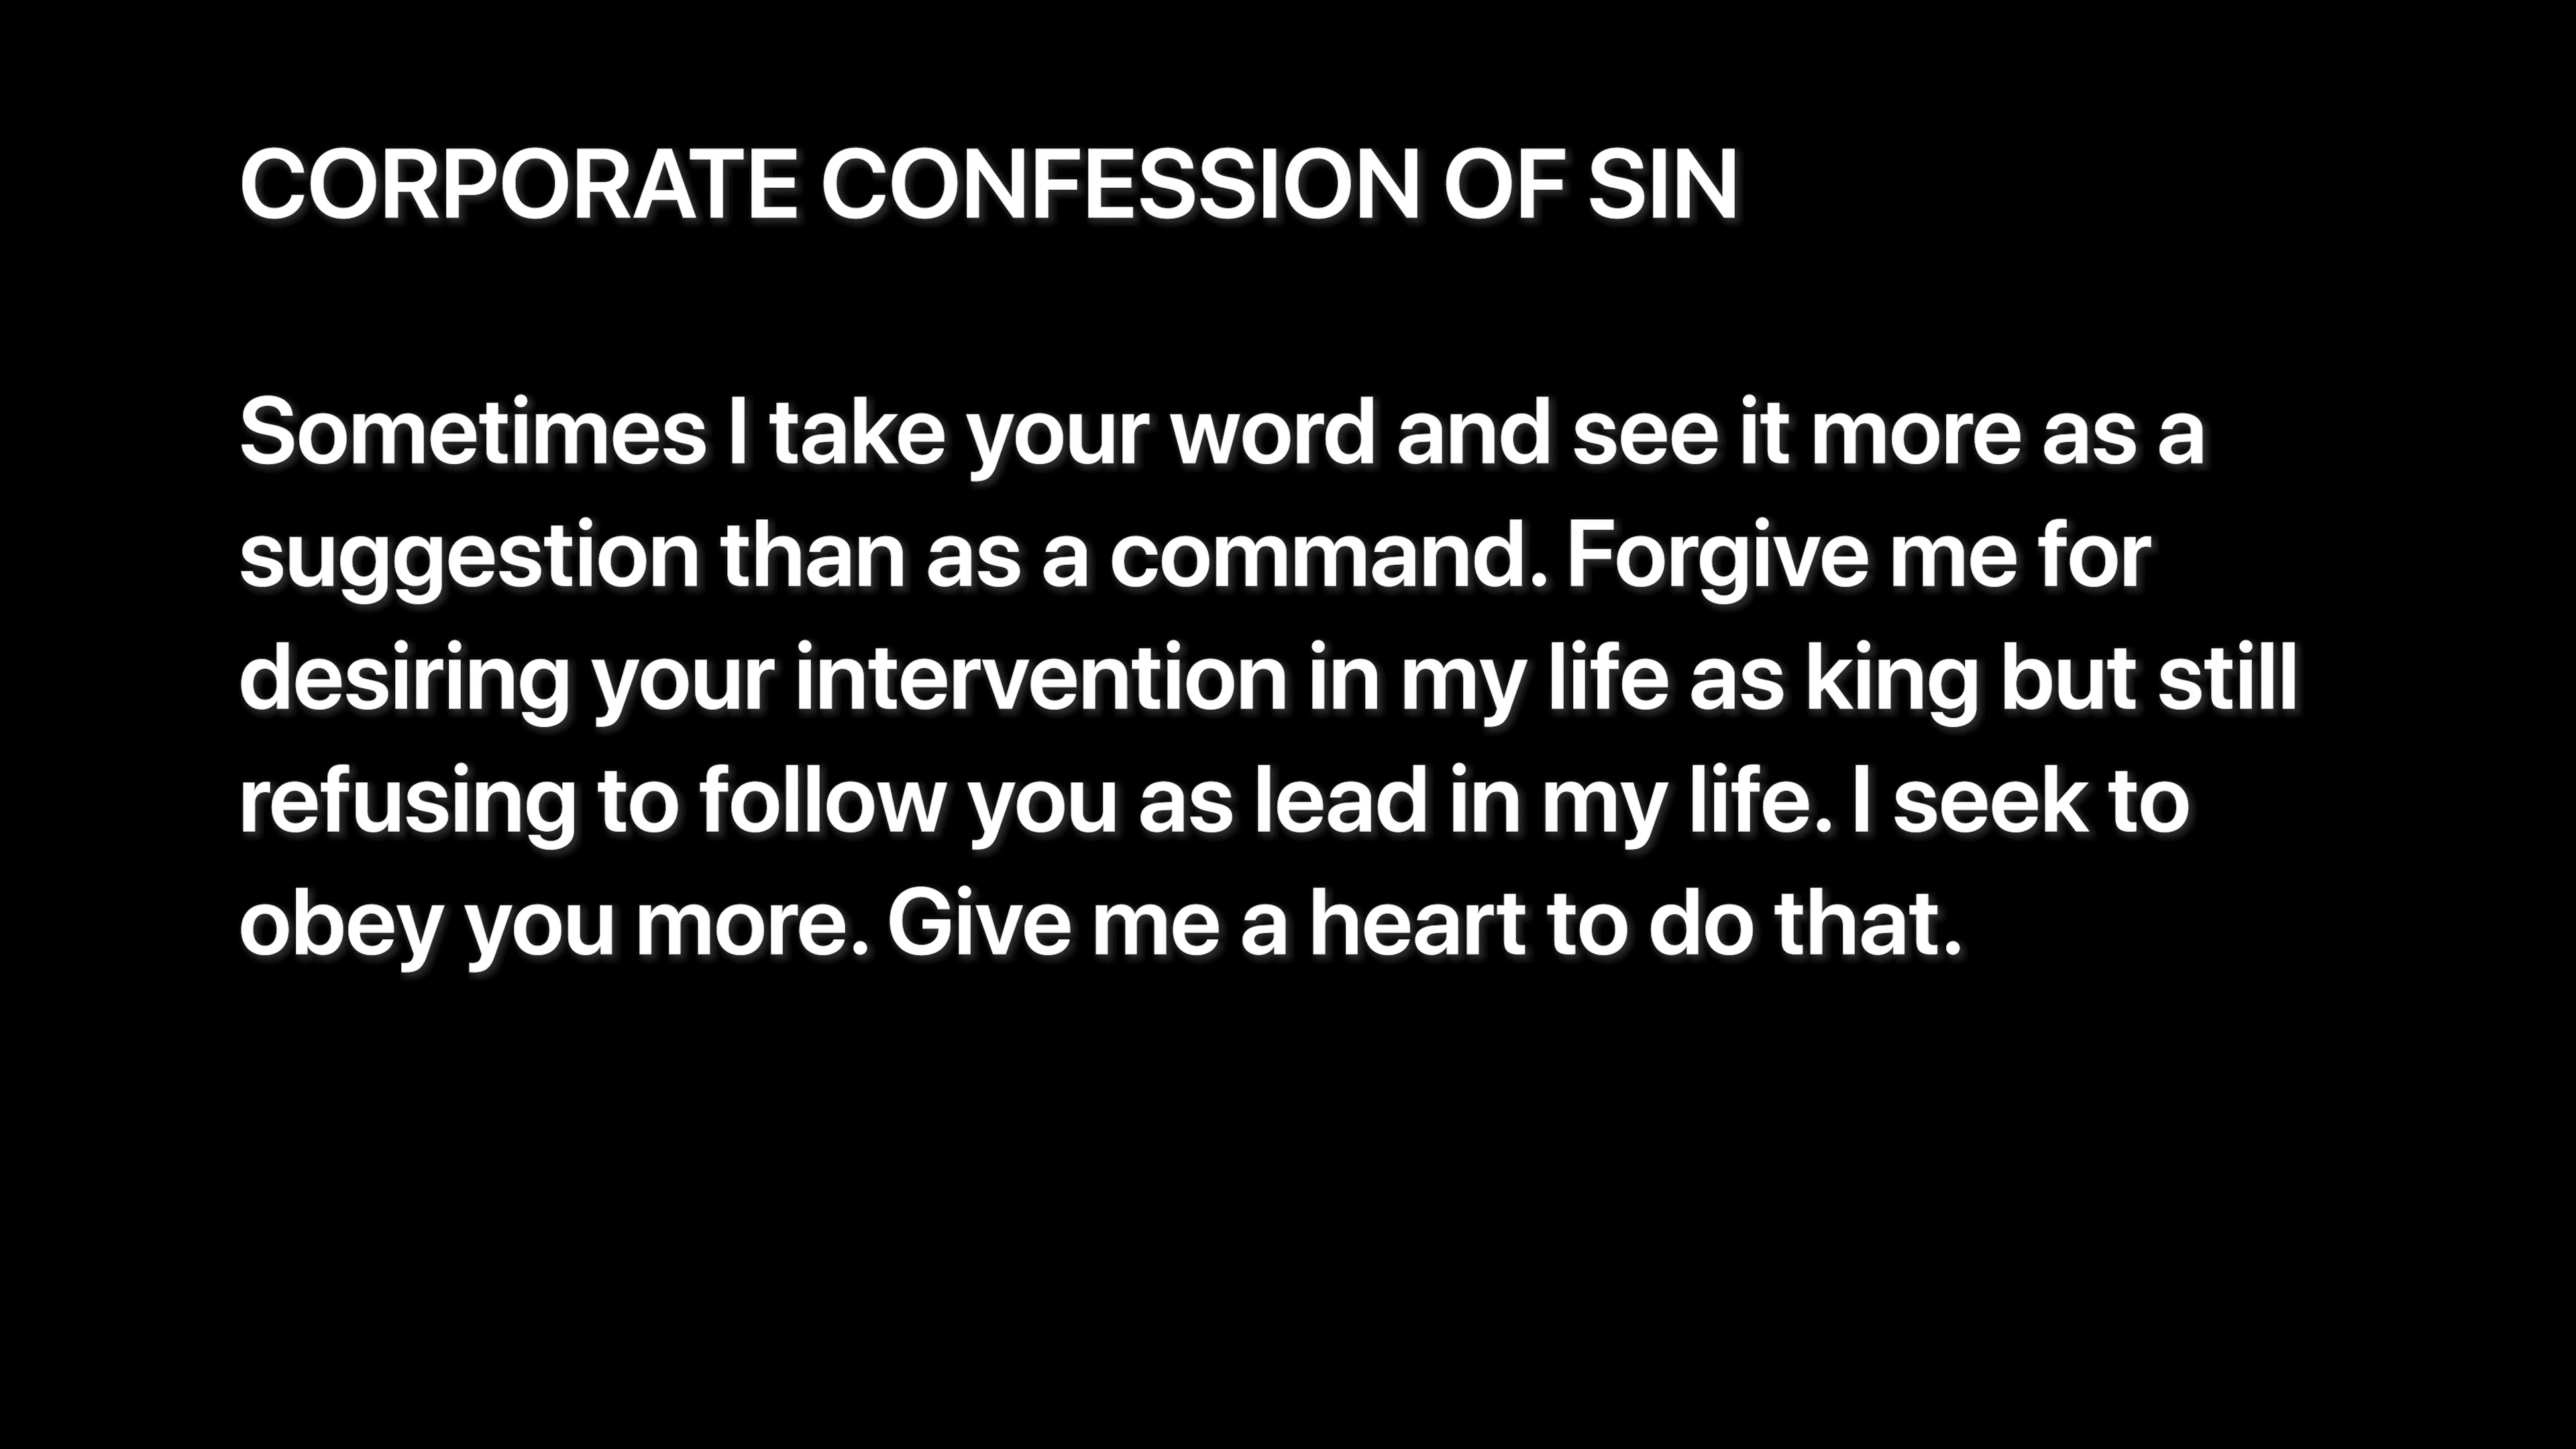 CORPORATE CONFESSION OF SIN
Sometimes I take your word and see it more as a
suggestion than as a command. Forgive me for
desiring your intervention in my life as king but still
refusing to follow you as lead in my life. I seek to
obey you more. Give me a heart to do that.